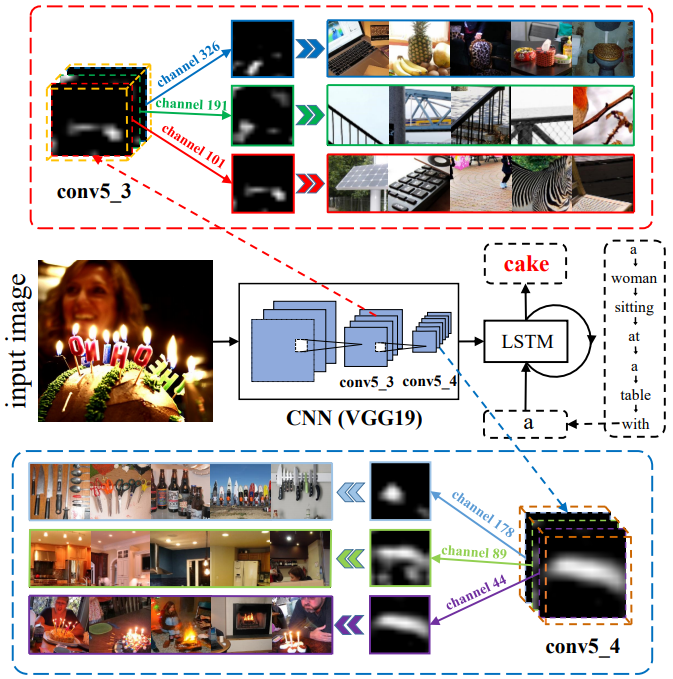 channel 326
channel 191
channel 101
conv5_3
input image
conv5_3
conv5_4
CNN (VGG19)
cake
LSTM
a
a
woman
sitting
at
a
table
with
channel 178
channel 89
channel 44
conv5_4